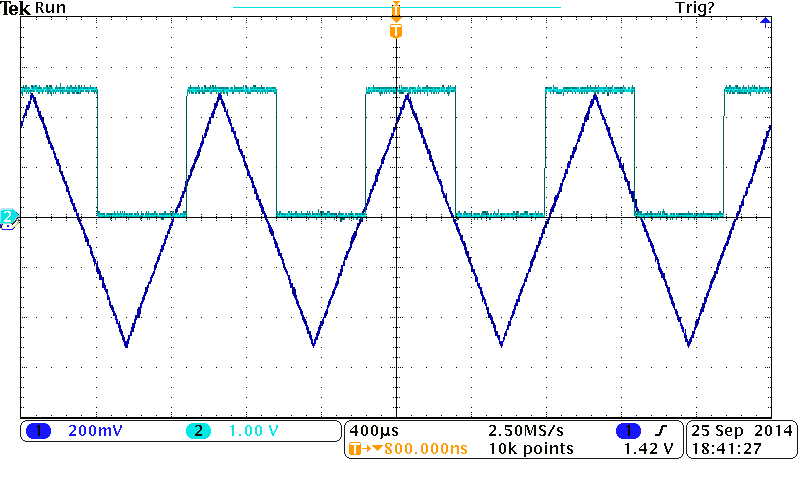 Tek Run Trig?
T
T
2
1 200mV 2 1.00 V 400µs 2.50MS/s 1 1.42 V 25 Sep 2014
T→▼800.000ns 10k points 18:41:27